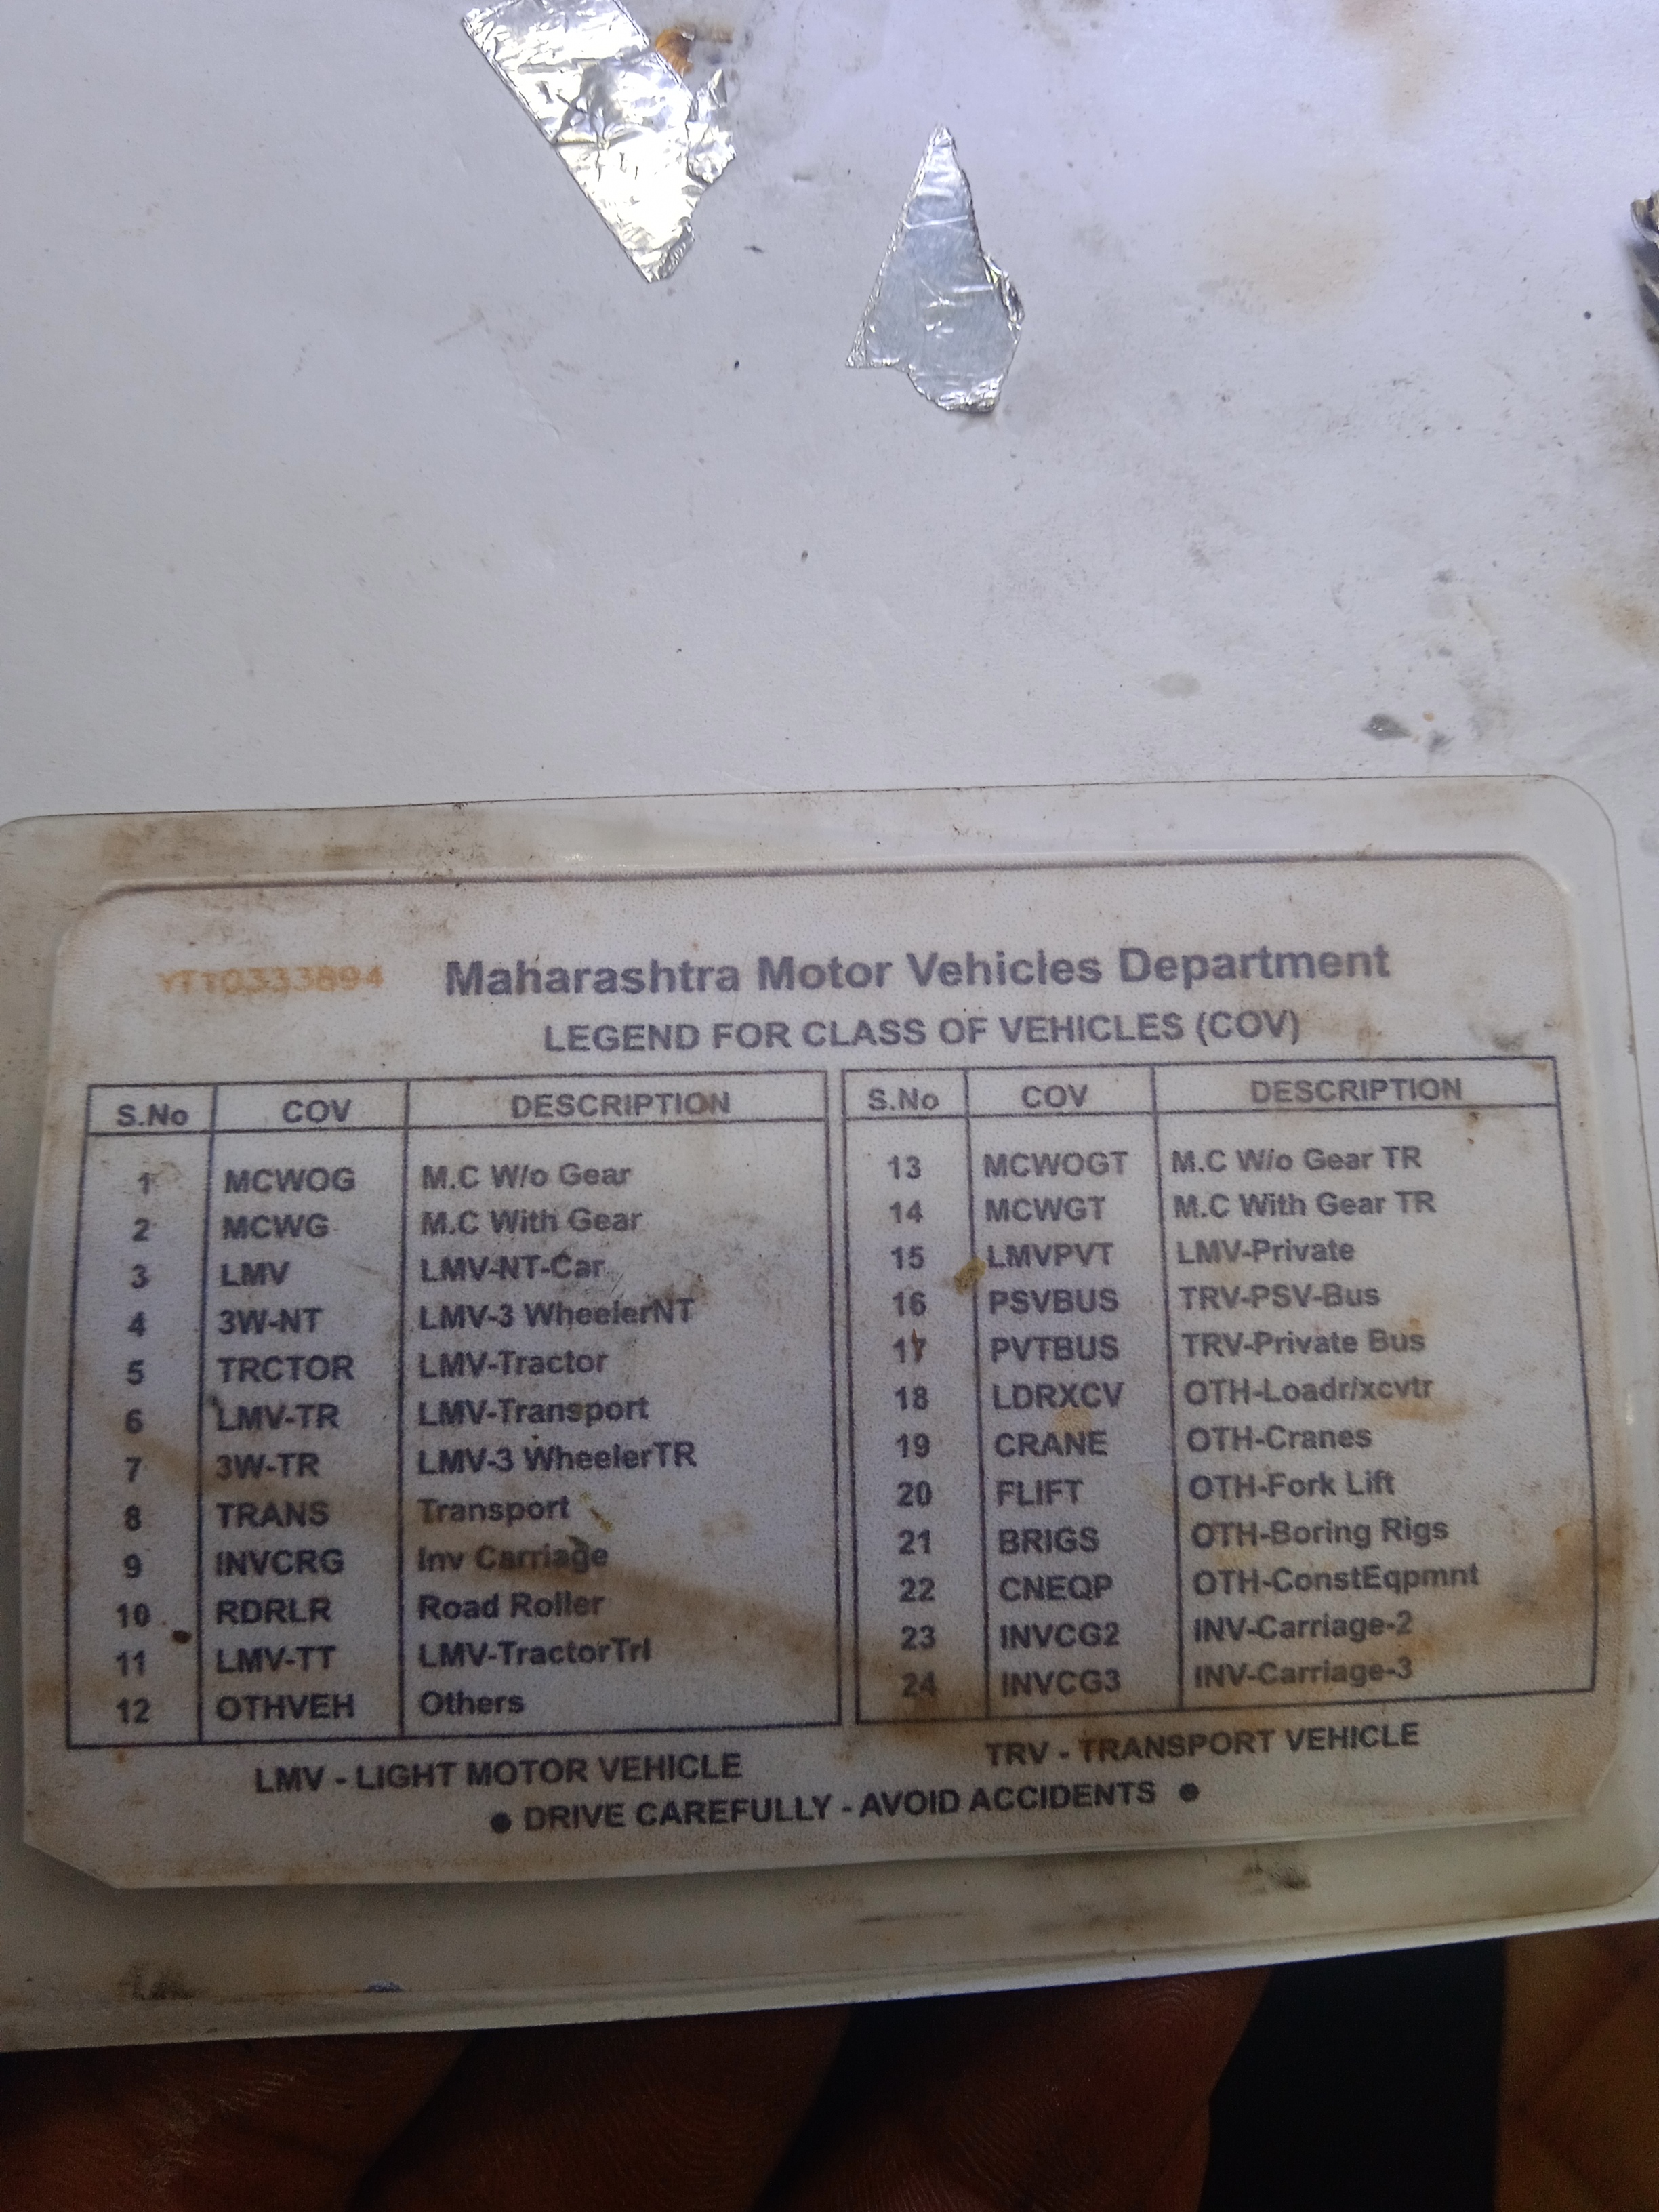 YTT0333894
Maharashtra Motor Vehicles Department
LEGEND FOR CLASS OF VEHICLES (COV)
S.No COV DESCRIPTION
1 MCWOG M.C W/o Gear
2 MCWG M.C With Gear
3 LMV LMV-NT-Car
4 3W-NT LMV-3 WheelerNT
5 TRCTOR LMV-Tractor
6 LMV-TR LMV-Transport
7 3W-TR LMV-3 WheelerTR
8 TRANS Transport
9 INVCRG Inv Carriage
10 RDRLR Road Roller
11 LMV-TT LMV-TractorTrl
12 OTHVEH Others
S.No COV DESCRIPTION
13 MCWOGT M.C W/o Gear TR
14 MCWGT M.C With Gear TR
15 LMVPVT LMV-Private
16 PSVBUS TRV-PSV-Bus
17 PVTBUS TRV-Private Bus
18 LDRXCV OTH-Loadr/xcvtr
19 CRANE OTH-Cranes
20 FLIFT OTH-Fork Lift
21 BRIGS OTH-Boring Rigs
22 CNEQP OTH-ConstEqpmnt
23 INVCG2 INV-Carriage-2
24 INVCG3 INV-Carriage-3
LMV - LIGHT MOTOR VEHICLE TRV - TRANSPORT VEHICLE
● DRIVE CAREFULLY - AVOID ACCIDENTS ●